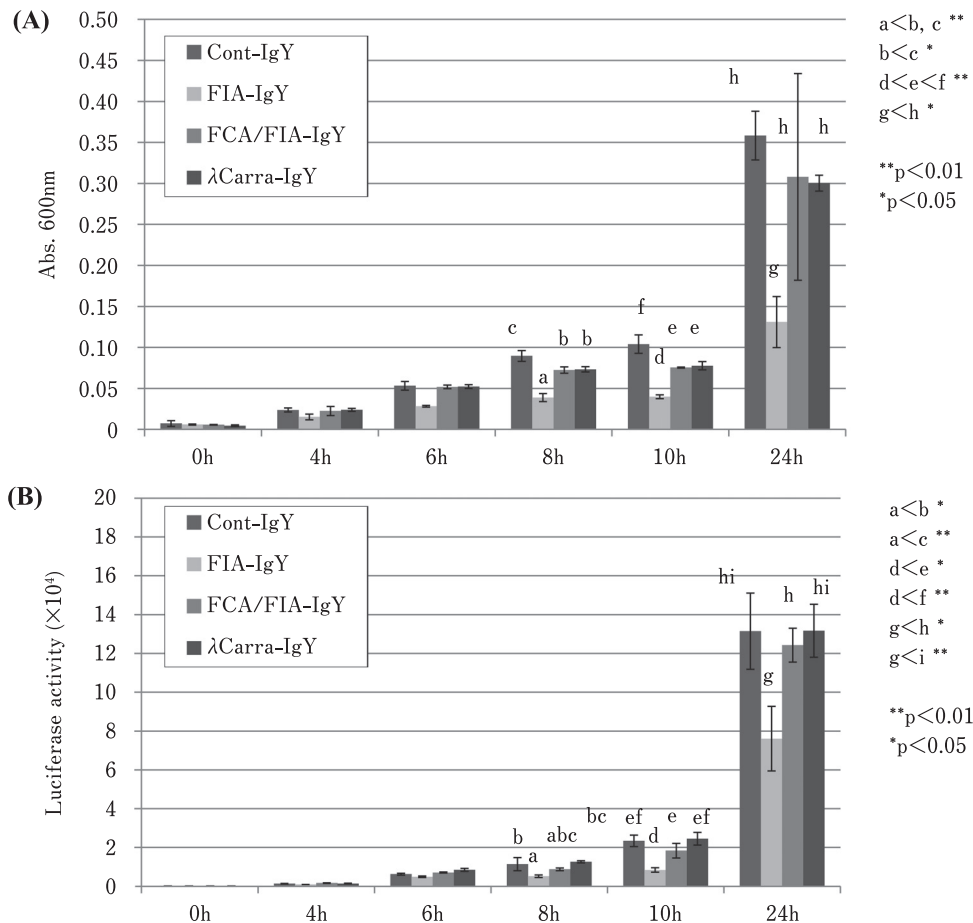 (A)
Abs. 600nm
0.50
0.45
0.40
0.35
0.30
0.25
0.20
0.15
0.10
0.05
0
Cont-IgY
FIA-IgY
FCA/FIA-IgY
λCarra-IgY
c a b b
f d e e
h g h h
0h 4h 6h 8h 10h 24h
a<b, c **
b<c *
d<e<f **
g<h *
**p<0.01
*p<0.05
(B)
Luciferase activity (×10⁴)
20
18
16
14
12
10
8
6
4
2
0
Cont-IgY
FIA-IgY
FCA/FIA-IgY
λCarra-IgY
b a abc bc
ef d e ef
hi g h hi
0h 4h 6h 8h 10h 24h
a<b *
a<c **
d<e *
d<f **
g<h *
g<i **
**p<0.01
*p<0.05